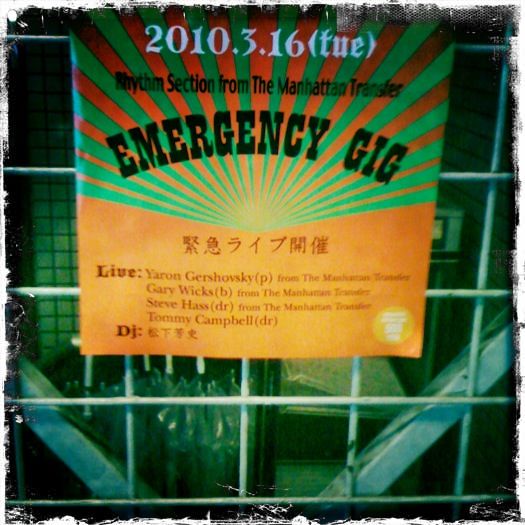 2010.3.16(tue)
Rhythm Section from The Manhattan Transfer
EMERGENCY GIG
緊急ライブ開催
Live: Yaron Gershovsky(p) from The Manhattan Transfer
Gary Wicks(b) from The Manhattan Transfer
Steve Hass(dr) from The Manhattan Transfer
Tommy Campbell(dr)
Dj: 松下芳史